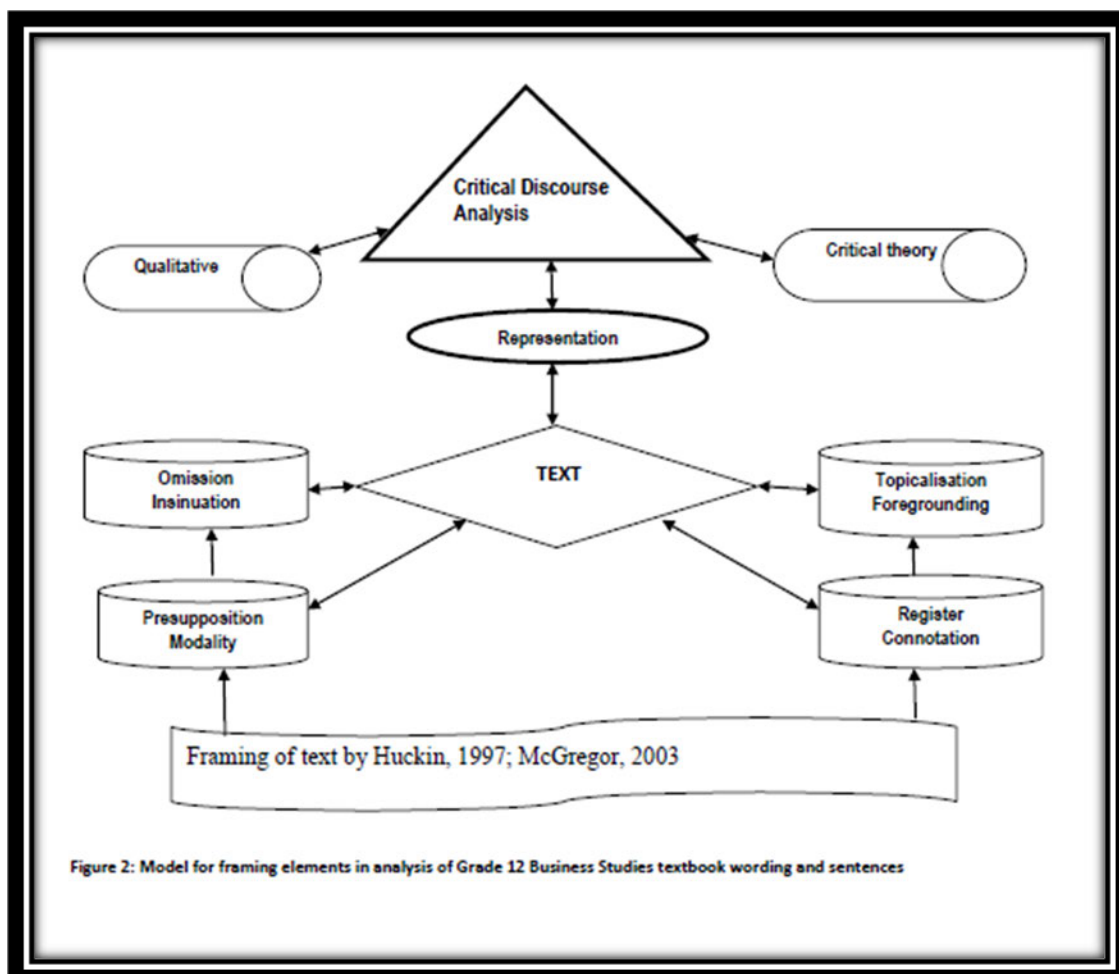 Critical Discourse
Analysis
Qualitative
Critical theory
Representation
TEXT
Omission
Insinuation
Topicalisation
Foregrounding
Presupposition
Modality
Register
Connotation
Framing of text by Huckin, 1997; McGregor, 2003
Figure 2: Model for framing elements in analysis of Grade 12 Business Studies textbook wording and sentences